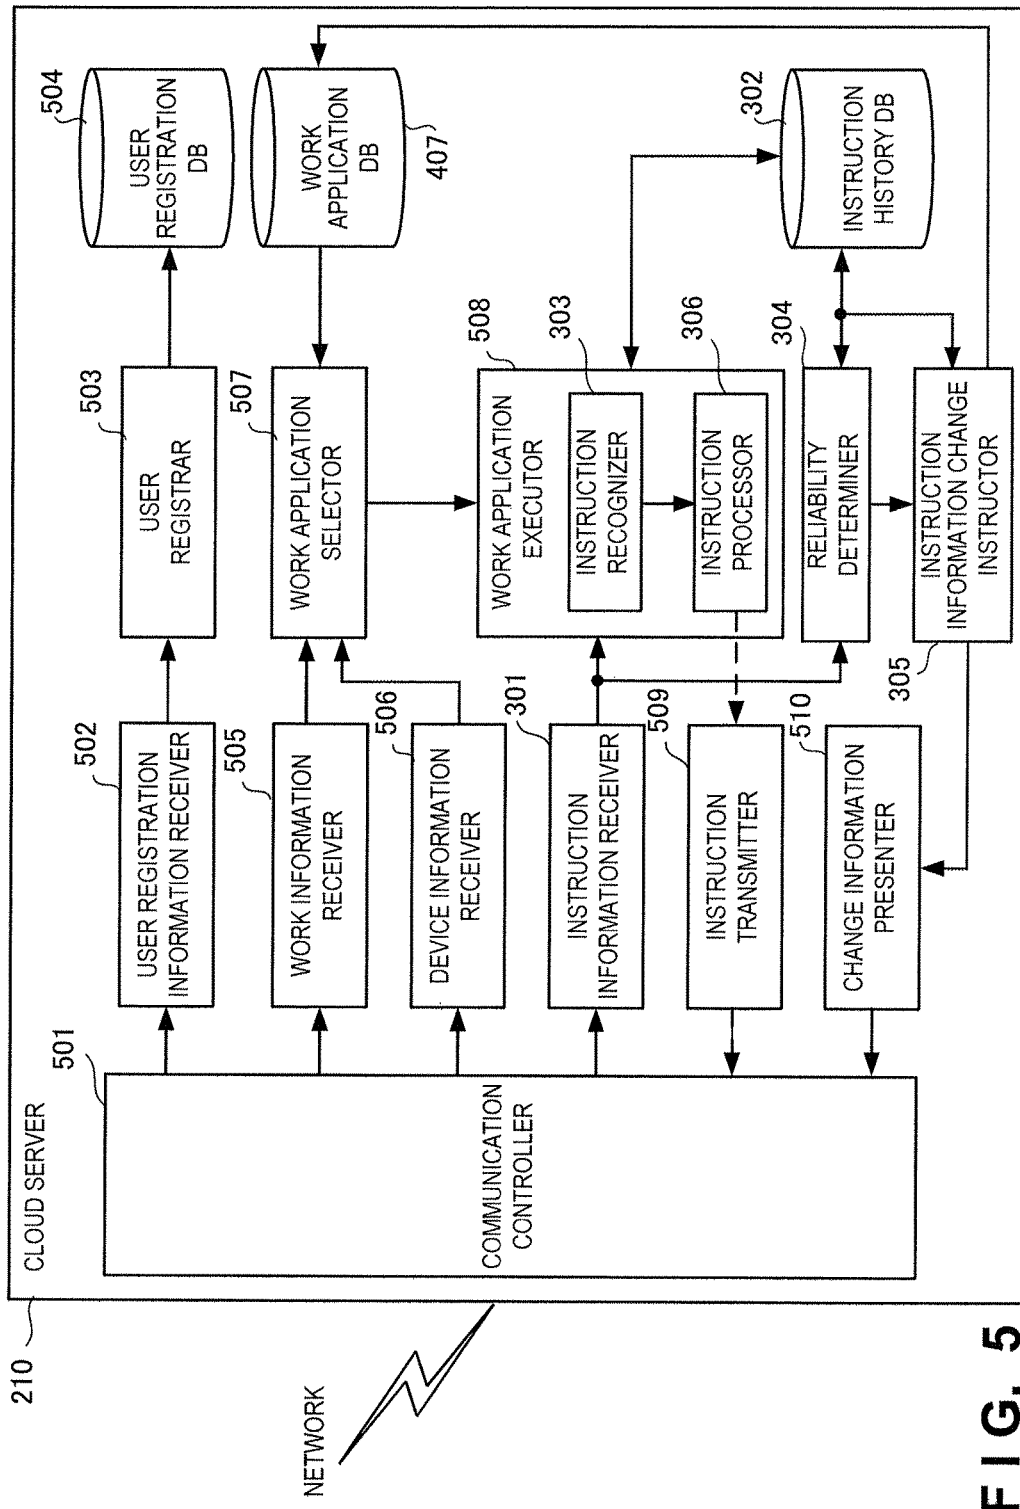 210
CLOUD SERVER
NETWORK
501
COMMUNICATION
CONTROLLER
502
USER REGISTRATION
INFORMATION RECEIVER
503
USER
REGISTRAR
504
USER
REGISTRATION
DB
505
WORK INFORMATION
RECEIVER
507
WORK APPLICATION
SELECTOR
WORK
APPLICATION
DB
407
506
DEVICE INFORMATION
RECEIVER
508
WORK APPLICATION
EXECUTOR
303
INSTRUCTION
RECOGNIZER
306
INSTRUCTION
PROCESSOR
301
INSTRUCTION
INFORMATION RECEIVER
302
INSTRUCTION
HISTORY DB
509
INSTRUCTION
TRANSMITTER
304
RELIABILITY
DETERMINER
510
CHANGE INFORMATION
PRESENTER
305
INSTRUCTION
INFORMATION CHANGE
INSTRUCTOR
FIG. 5